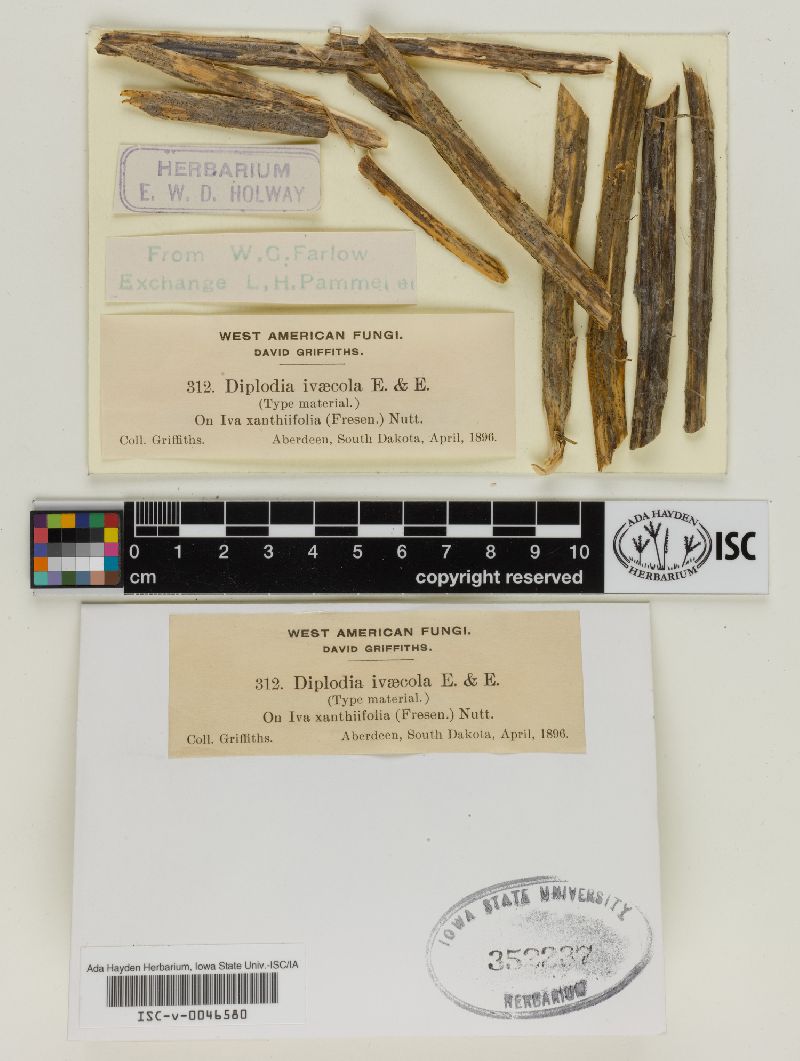 HERBARIUM
E. W. D. HOLWAY
From W. G. Farlow
Exchange L. H. Pammel
WEST AMERICAN FUNGI.
DAVID GRIFFITHS.
312. Diplodia ivæcola E. & E.
(Type material.)
On Iva xanthiifolia (Fresen.) Nutt.
Coll. Griffiths. Aberdeen, South Dakota, April, 1896.
0 1 2 3 4 5 6 7 8 9 10
cm copyright reserved
ADA HAYDEN
HERBARIUM
ISC
WEST AMERICAN FUNGI.
DAVID GRIFFITHS.
312. Diplodia ivæcola E. & E.
(Type material.)
On Iva xanthiifolia (Fresen.) Nutt.
Coll. Griffiths. Aberdeen, South Dakota, April, 1896.
IOWA STATE UNIVERSITY
HERBARIUM
Ada Hayden Herbarium, Iowa State Univ.-ISC/IA
ISC-v-0046580